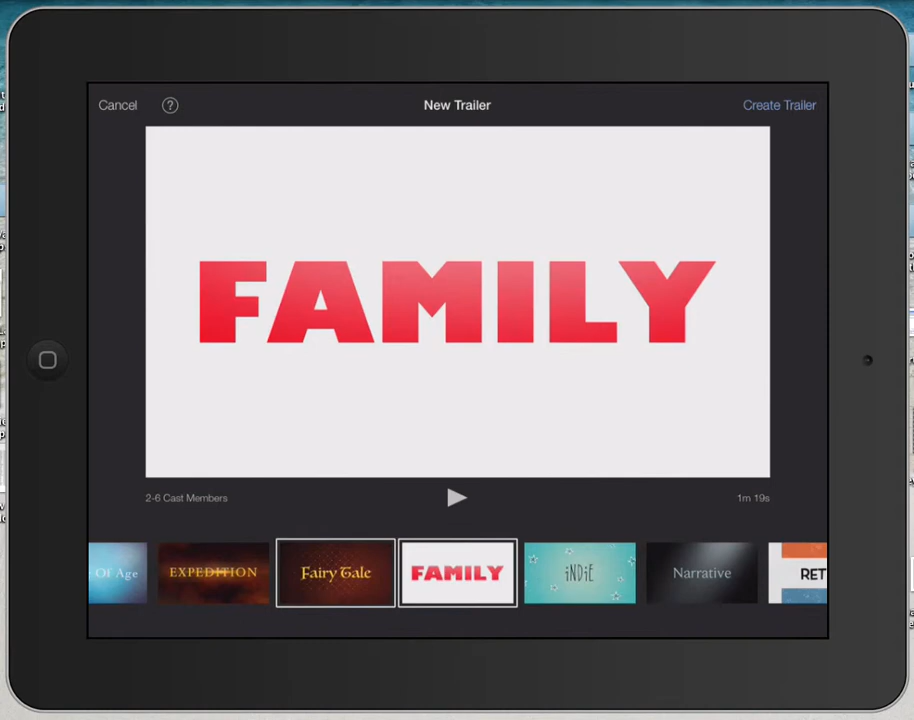 Cancel ? New Trailer Create Trailer
FAMILY
2-6 Cast Members 1m 19s
Of Age EXPEDITION Fairy Tale FAMILY iNDiE Narrative RET